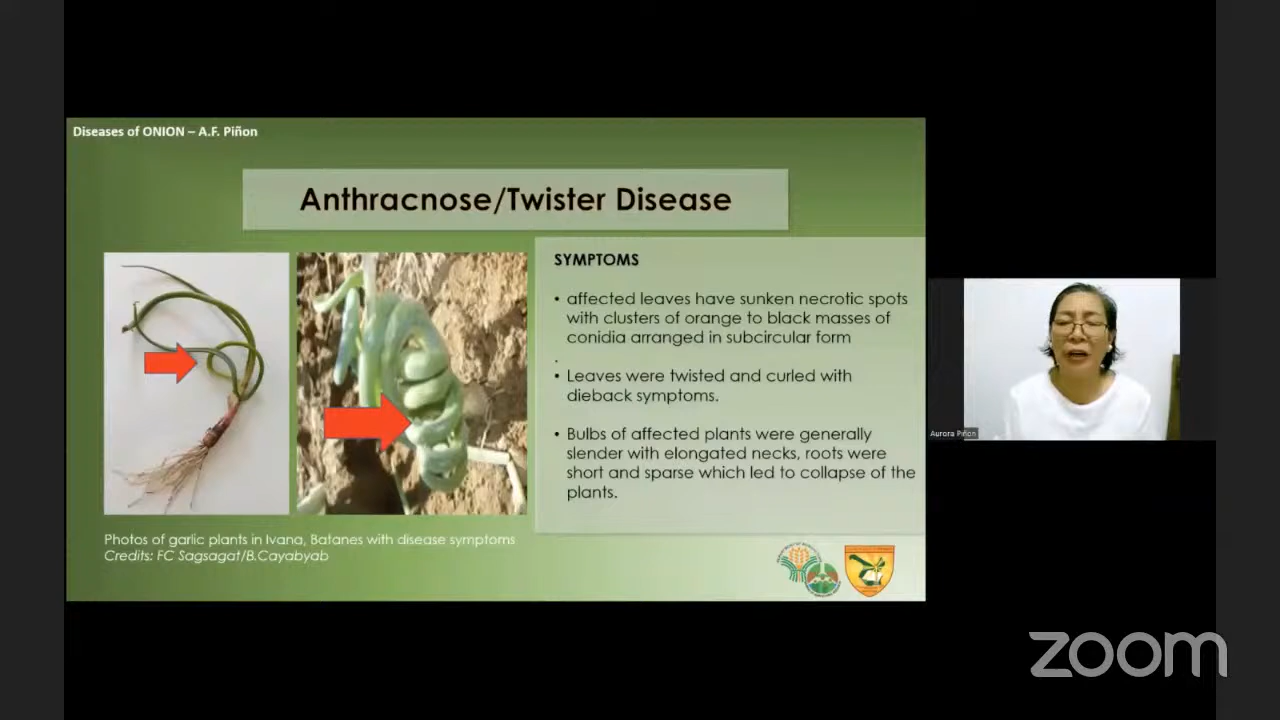 Diseases of ONION – A.F. Piñon
Anthracnose/Twister Disease
SYMPTOMS
• affected leaves have sunken necrotic spots
with clusters of orange to black masses of
conidia arranged in subcircular form
.
• Leaves were twisted and curled with
dieback symptoms.
• Bulbs of affected plants were generally
slender with elongated necks, roots were
short and sparse which led to collapse of the
plants.
Photos of garlic plants in Ivana, Batanes with disease symptoms
Credits: FC Sagsagat/B.Cayabyab
Aurora Piñon
zoom